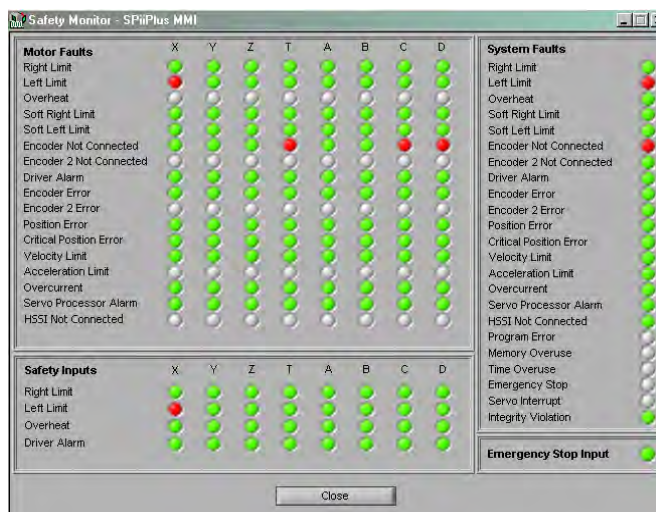 Safety Monitor - SPiiPlus MMI
Motor Faults X Y Z T A B C D
Right Limit
Left Limit
Overheat
Soft Right Limit
Soft Left Limit
Encoder Not Connected
Encoder 2 Not Connected
Driver Alarm
Encoder Error
Encoder 2 Error
Position Error
Critical Position Error
Velocity Limit
Acceleration Limit
Overcurrent
Servo Processor Alarm
HSSI Not Connected
Safety Inputs X Y Z T A B C D
Right Limit
Left Limit
Overheat
Driver Alarm
System Faults
Right Limit
Left Limit
Overheat
Soft Right Limit
Soft Left Limit
Encoder Not Connected
Encoder 2 Not Connected
Driver Alarm
Encoder Error
Encoder 2 Error
Position Error
Critical Position Error
Velocity Limit
Acceleration Limit
Overcurrent
Servo Processor Alarm
HSSI Not Connected
Program Error
Memory Overuse
Time Overuse
Emergency Stop
Servo Interrupt
Integrity Violation
Emergency Stop Input
Close